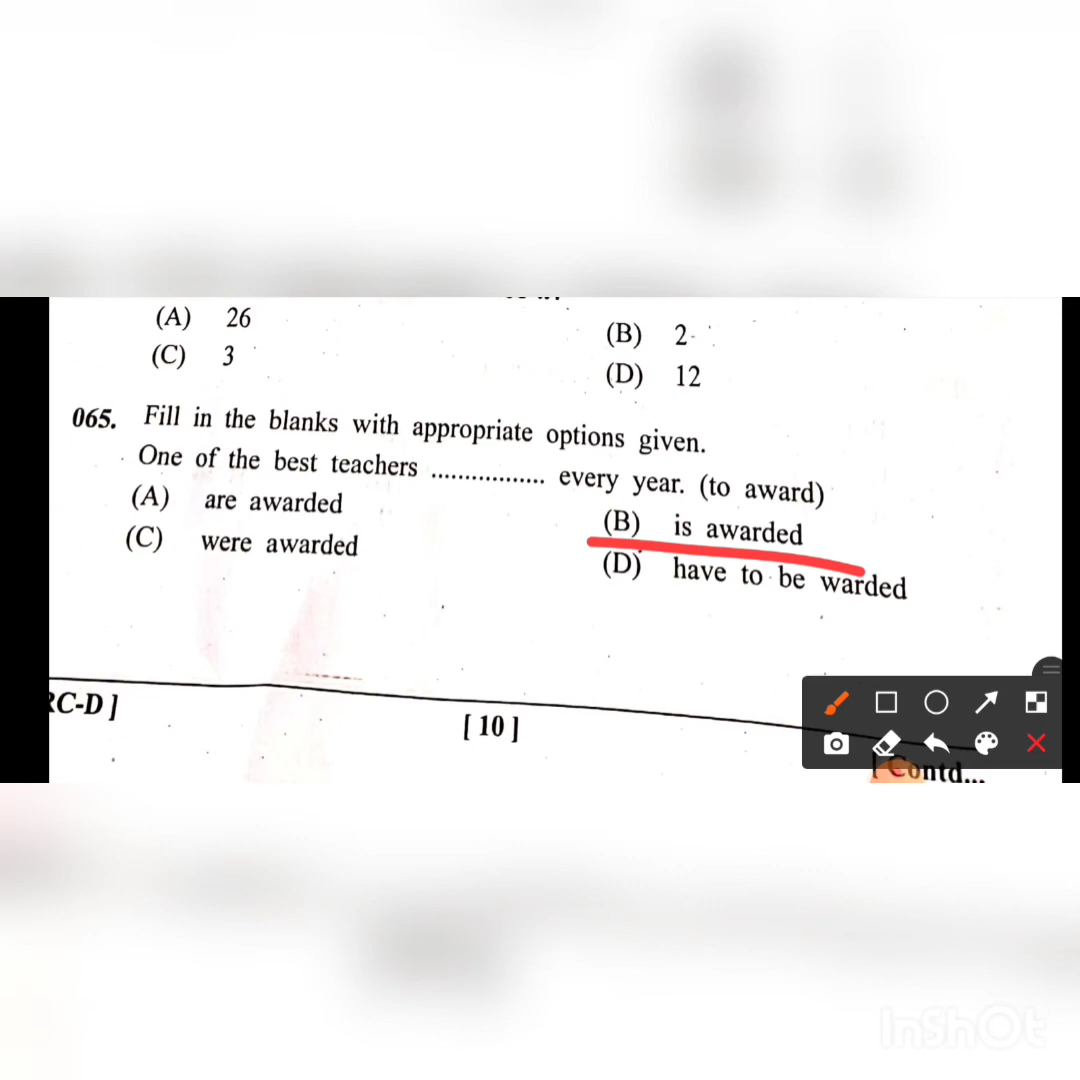 (A) 26
(B) 2
(C) 3
(D) 12
065. Fill in the blanks with appropriate options given.
One of the best teachers ................. every year. (to award)
(A) are awarded
(B) is awarded
(C) were awarded
(D) have to be warded
C-D ]
[ 10 ]
[ Contd...
InShOt